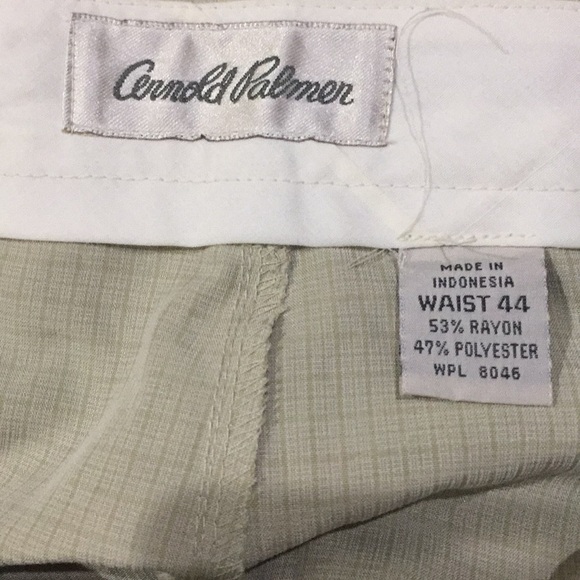 Arnold Palmer
MADE IN
INDONESIA
WAIST 44
53% RAYON
47% POLYESTER
WPL 8046